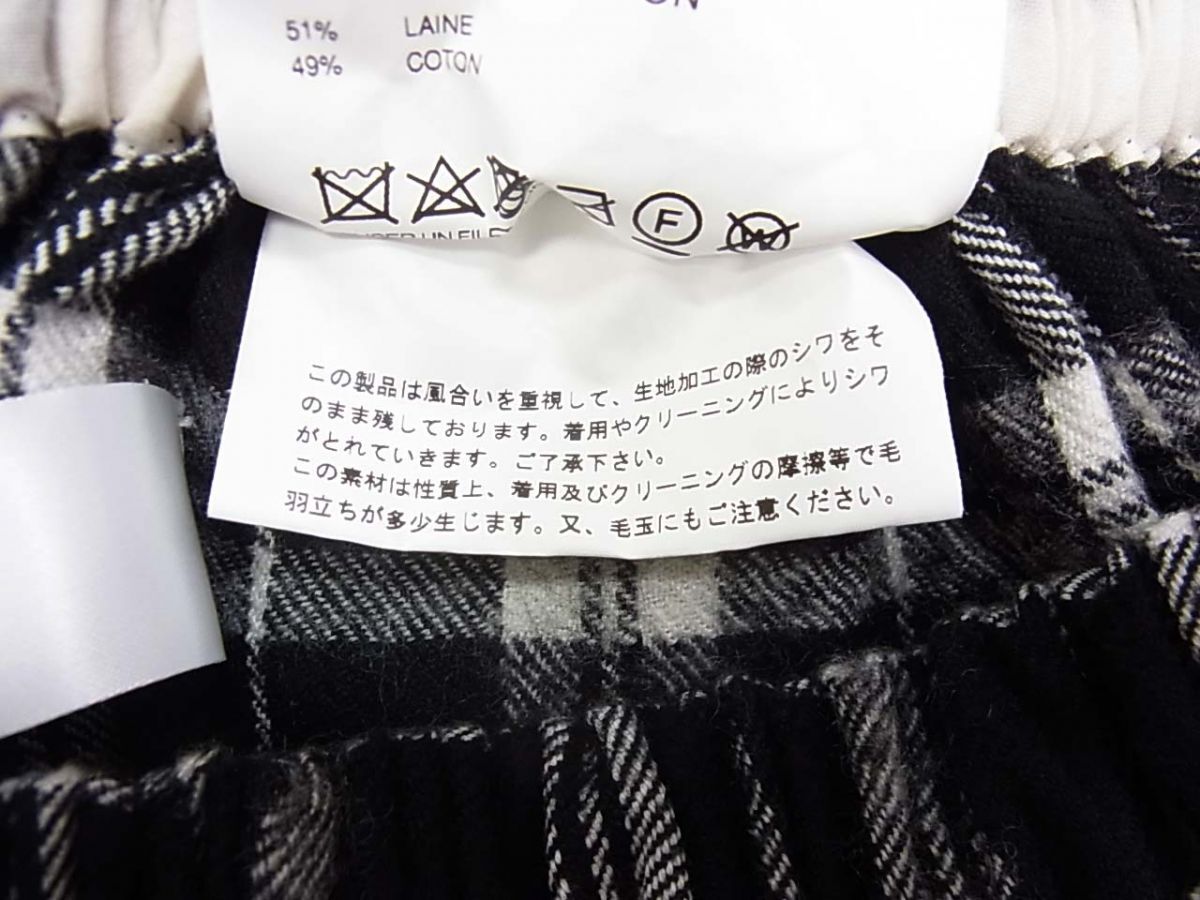 51% LAINE
49% COTON
F
この製品は風合いを重視して、生地加工の際のシワをそ
のまま残しております。着用やクリーニングによりシワ
がとれていきます。ご了承下さい。
この素材は性質上、着用及びクリーニングの摩擦等で毛
羽立ちが多少生じます。又、毛玉にもご注意ください。